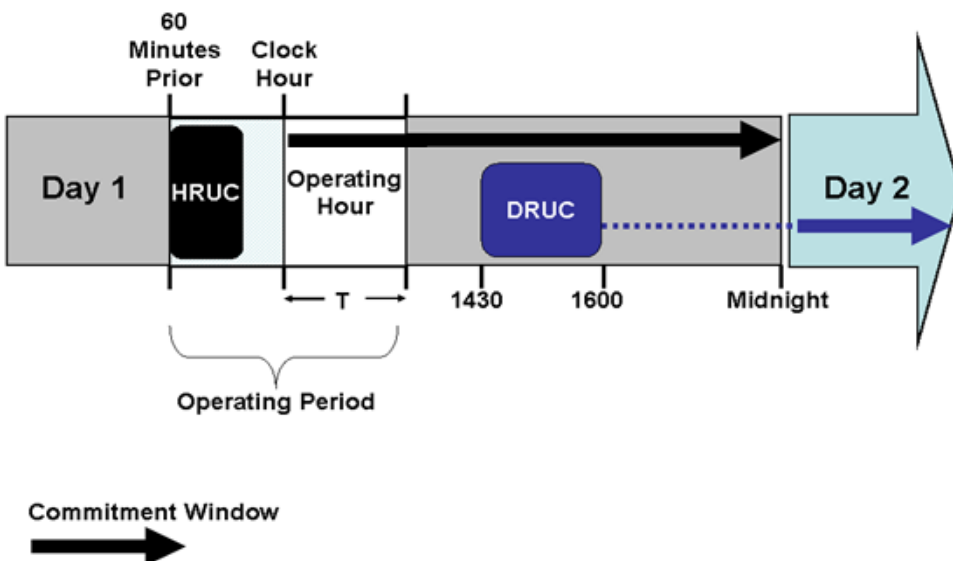 60
Minutes
Prior
Clock
Hour
Day 1
HRUC
Operating
Hour
DRUC
Day 2
T
1430
1600
Midnight
Operating Period
Commitment Window